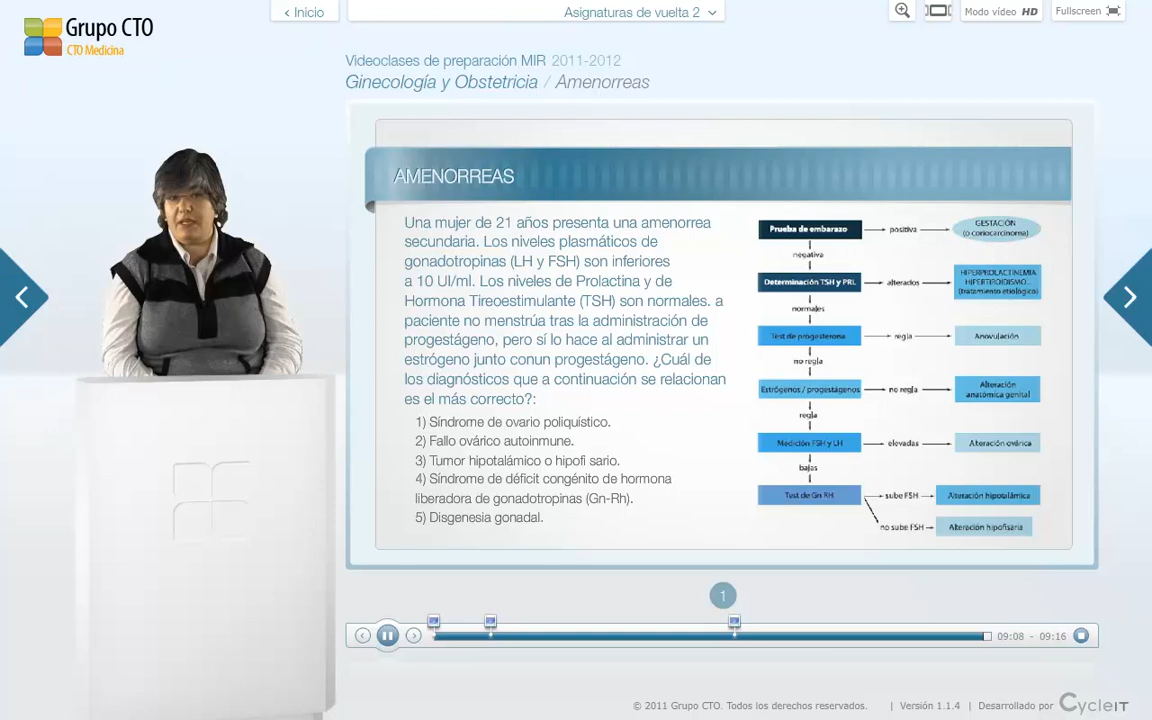 Grupo CTO
CTO Medicina
‹ Inicio
Asignaturas de vuelta 2
Modo vídeo HD
Fullscreen
Videoclases de preparación MIR 2011-2012
Ginecología y Obstetricia / Amenorreas
AMENORREAS
Una mujer de 21 años presenta una amenorrea
secundaria. Los niveles plasmáticos de
gonadotropinas (LH y FSH) son inferiores
a 10 UI/ml. Los niveles de Prolactina y de
Hormona Tireoestimulante (TSH) son normales. a
paciente no menstrúa tras la administración de
progestágeno, pero sí lo hace al administrar un
estrógeno junto conun progestágeno. ¿Cuál de
los diagnósticos que a continuación se relacionan
es el más correcto?:
1) Síndrome de ovario poliquístico.
2) Fallo ovárico autoinmune.
3) Tumor hipotalámico o hipofi sario.
4) Síndrome de déficit congénito de hormona
liberadora de gonadotropinas (Gn-Rh).
5) Disgenesia gonadal.
Prueba de embarazo
positiva
GESTACIÓN
(o coriocarcinoma)
negativa
Determinación TSH y PRL
alterados
HIPERPROLACTINEMIA
HIPERTIROIDISMO...
(tratamiento etiológico)
normales
Test de progesterona
regla
Anovulación
no regla
Estrógenos / progestágenos
no regla
Alteración
anatómica genital
regla
Medición FSH y LH
elevadas
Alteración ovárica
bajas
Test de Gn RH
sube FSH
Alteración hipotalámica
no sube FSH
Alteración hipofisaria
1
09:08 - 09:16
© 2011 Grupo CTO. Todos los derechos reservados. | Versión 1.1.4 | Desarrollado por CycleIT